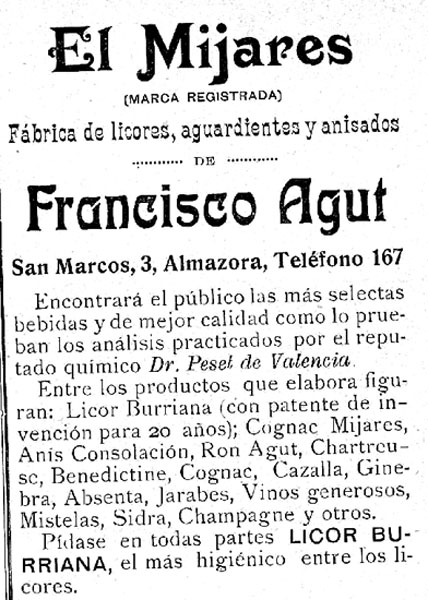 El Mijares
(MARCA REGISTRADA)
Fábrica de licores, aguardientes y anisados
DE
Francisco Agut
San Marcos, 3, Almazora, Teléfono 167
Encontrará el público las más selectas
bebidas y de mejor calidad como lo prue-
ban los análisis practicados por el repu-
tado químico Dr. Peset de Valencia.
Entre los productos que elabora figu-
ran: Licor Burriana (con patente de in-
vención para 20 años); Cognac Mijares,
Anís Consolación, Ron Agut, Chartreu-
se, Benedictine, Cognac, Cazalla, Gine-
bra, Absenta, Jarabes, Vinos generosos,
Mistelas, Sidra, Champagne y otros.
Pídase en todas partes LICOR BU-
RRIANA, el más higiénico entre los li-
cores.